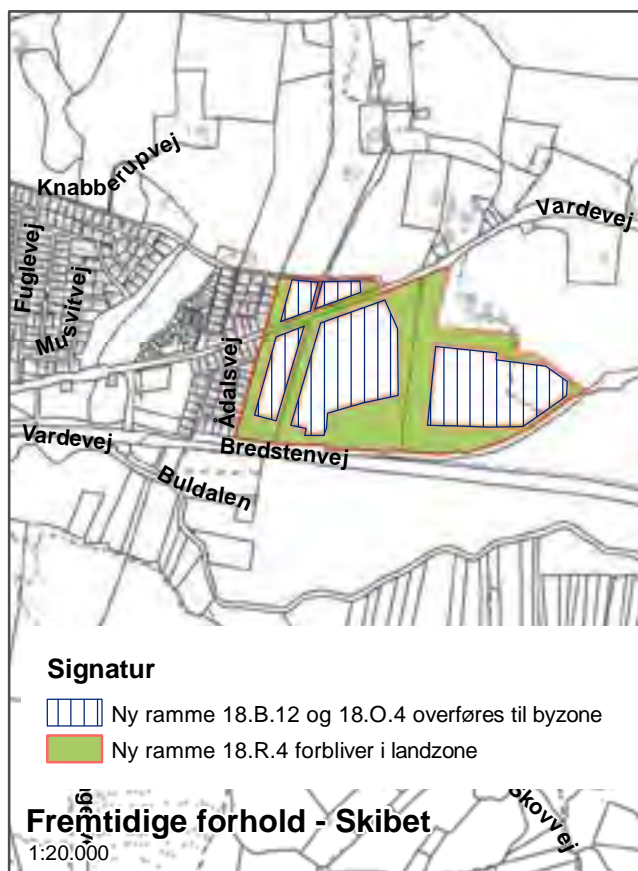 Knabberupvej
Vardevej
Fuglevej
Musvitvej
Ådalsvej
Vardevej
Bredstenvej
Buldalen
Signatur
Ny ramme 18.B.12 og 18.O.4 overføres til byzone
Ny ramme 18.R.4 forbliver i landzone
Skovvej
Fremtidige forhold - Skibet
1:20.000